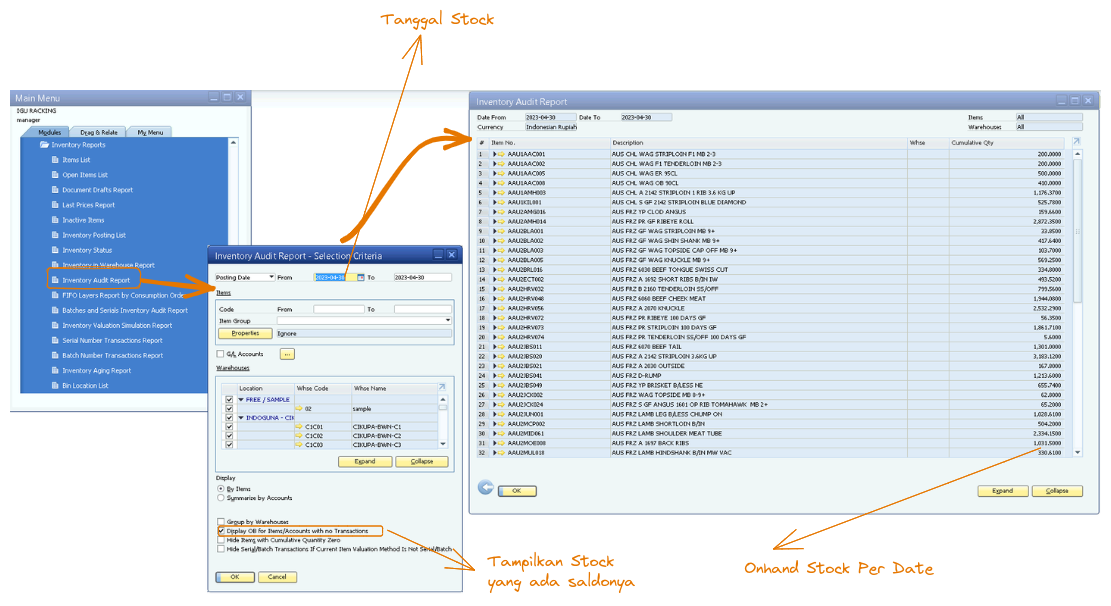 Tanggal Stock
Main Menu
IGU RACKING
manager
Modules
Drag & Relate
My Menu
Inventory Reports
Items List
Open Items List
Document Drafts Report
Last Prices Report
Inactive Items
Inventory Posting List
Inventory Status
Inventory in Warehouse Report
Inventory Audit Report
FIFO Layers Report by Consumption Order
Batches and Serials Inventory Audit Report
Inventory Valuation Simulation Report
Serial Number Transactions Report
Batch Number Transactions Report
Inventory Aging Report
Bin Location List
Inventory Audit Report - Selection Criteria
Posting Date From 2023-04-30 To 2023-04-30
Items
Code From To
Item Group
Properties Ignore
G/L Accounts ...
Warehouses
Location Whse Code Whse Name
FREE / SAMPLE
02 sample
INDOGUNA - CIK
C1C01 CIKUPA-BWN-C1
C1C02 CIKUPA-BWN-C2
C1C03 CIKUPA-BWN-C3
Expand Collapse
Display
By Items
Summarize by Accounts
Group by Warehouses
Display OB for Items/Accounts with no Transactions
Hide Items with Cumulative Quantity Zero
Hide Serial/Batch Transactions If Current Item Valuation Method Is Not Serial/Batch
OK Cancel
Tampilkan Stock
yang ada saldonya
Inventory Audit Report
Date From 2023-04-30 Date To 2023-04-30 Items All
Currency Indonesian Rupiah Warehouses All
# Item No. Description Whse Cumulative Qty
1 AAU1AAC001 AUS CHL WAG STRIPLOIN F1 MB 2-3 200.0000
2 AAU1AAC002 AUS CHL WAG F1 TENDERLOIN MB 2-3 200.0000
3 AAU1AAC005 AUS CHL WAG ER 95CL 500.0000
4 AAU1AAC008 AUS CHL WAG OB 90CL 410.0000
5 AAU1AMH003 AUS CHL A 2142 STRIPLOIN 1 RIB 3.6 KG UP 1,176.3700
6 AAU1KIL001 AUS CHL S GF 2142 STRIPLOIN BLUE DIAMOND 525.7800
7 AAU2AMG016 AUS FRZ YP CLOD ANGUS 159.6600
8 AAU2AMH014 AUS FRZ PR GF RIBEYE ROLL 2,872.3500
9 AAU2BLA001 AUS FRZ GF WAG STRIPLOIN MB 9+ 33.8500
10 AAU2BLA002 AUS FRZ GF WAG SHIN SHANK MB 9+ 417.6400
11 AAU2BLA003 AUS FRZ GF WAG TOPSIDE CAP OFF MB 9+ 103.7000
12 AAU2BLA005 AUS FRZ GF WAG KNUCKLE MB 9+ 569.2500
13 AAU2BRL016 AUS FRZ 6030 BEEF TONGUE SWISS CUT 334.8000
14 AAU2ECT002 AUS FRZ A 1692 SHORT RIBS B/IN IW 493.5200
15 AAU2HRV032 AUS FRZ B 2160 TENDERLOIN SS/OFF 799.5600
16 AAU2HRV048 AUS FRZ 6060 BEEF CHEEK MEAT 1,944.0800
17 AAU2HRV056 AUS FRZ A 2070 KNUCKLE 2,532.2900
18 AAU2HRV072 AUS FRZ PR RIBEYE 100 DAYS GF 56.3500
19 AAU2HRV073 AUS FRZ PR STRIPLOIN 100 DAYS GF 1,861.7100
20 AAU2HRV074 AUS FRZ PR TENDERLOIN SS/OFF 100 DAYS GF 5.6000
21 AAU2JBS011 AUS FRZ 6070 BEEF TAIL 1,301.0000
22 AAU2JBS020 AUS FRZ A 2142 STRIPLOIN 3.6KG UP 3,183.1200
23 AAU2JBS021 AUS FRZ A 2030 OUTSIDE 167.8000
24 AAU2JBS041 AUS FRZ D-RUMP 1,213.6000
25 AAU2JBS049 AUS FRZ YP BRISKET B/LESS NE 655.7400
26 AAU2JCK002 AUS FRZ WAG TOPSIDE MB 8-9+ 62.0000
27 AAU2JCK024 AUS FRZ S GF ANGUS 1601 OP RIB TOMAHAWK MB 2+ 65.2000
28 AAU2JUN001 AUS FRZ LAMB LEG B/LESS CHUMP ON 1,028.6100
29 AAU2MCP002 AUS FRZ LAMB SHORTLOIN B/IN 504.2000
30 AAU2MID061 AUS FRZ LAMB SHOULDER MEAT TUBE 2,334.1500
31 AAU2MOE008 AUS FRZ A 1697 BACK RIBS 1,031.5000
32 AAU2MUL018 AUS FRZ LAMB HINDSHANK B/IN MW VAC 330.6100
OK Expand Collapse
Onhand Stock Per Date